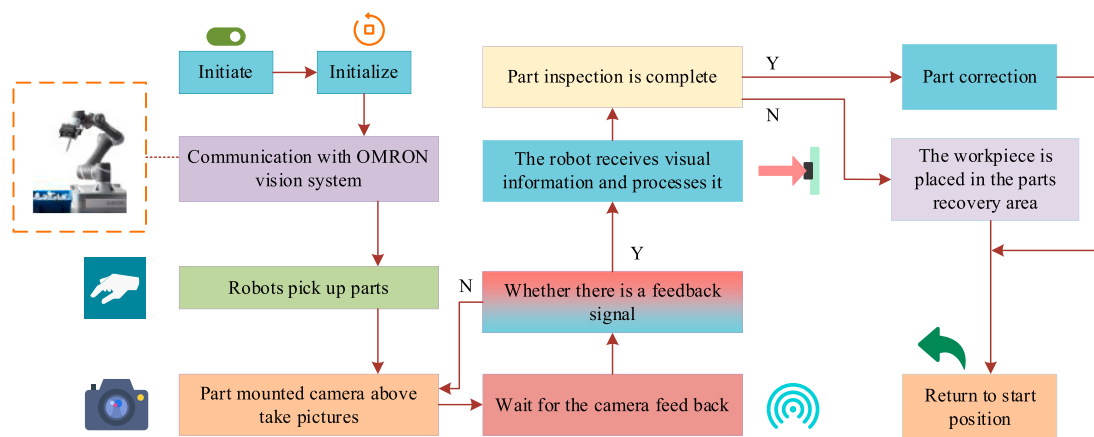 Initiate
Initialize
Communication with OMRON
vision system
Robots pick up parts
Part mounted camera above
take pictures
Wait for the camera feed back
Whether there is a feedback
signal
N
Y
The robot receives visual
information and processes it
Part inspection is complete
Y
N
Part correction
The workpiece is
placed in the parts
recovery area
Return to start
position